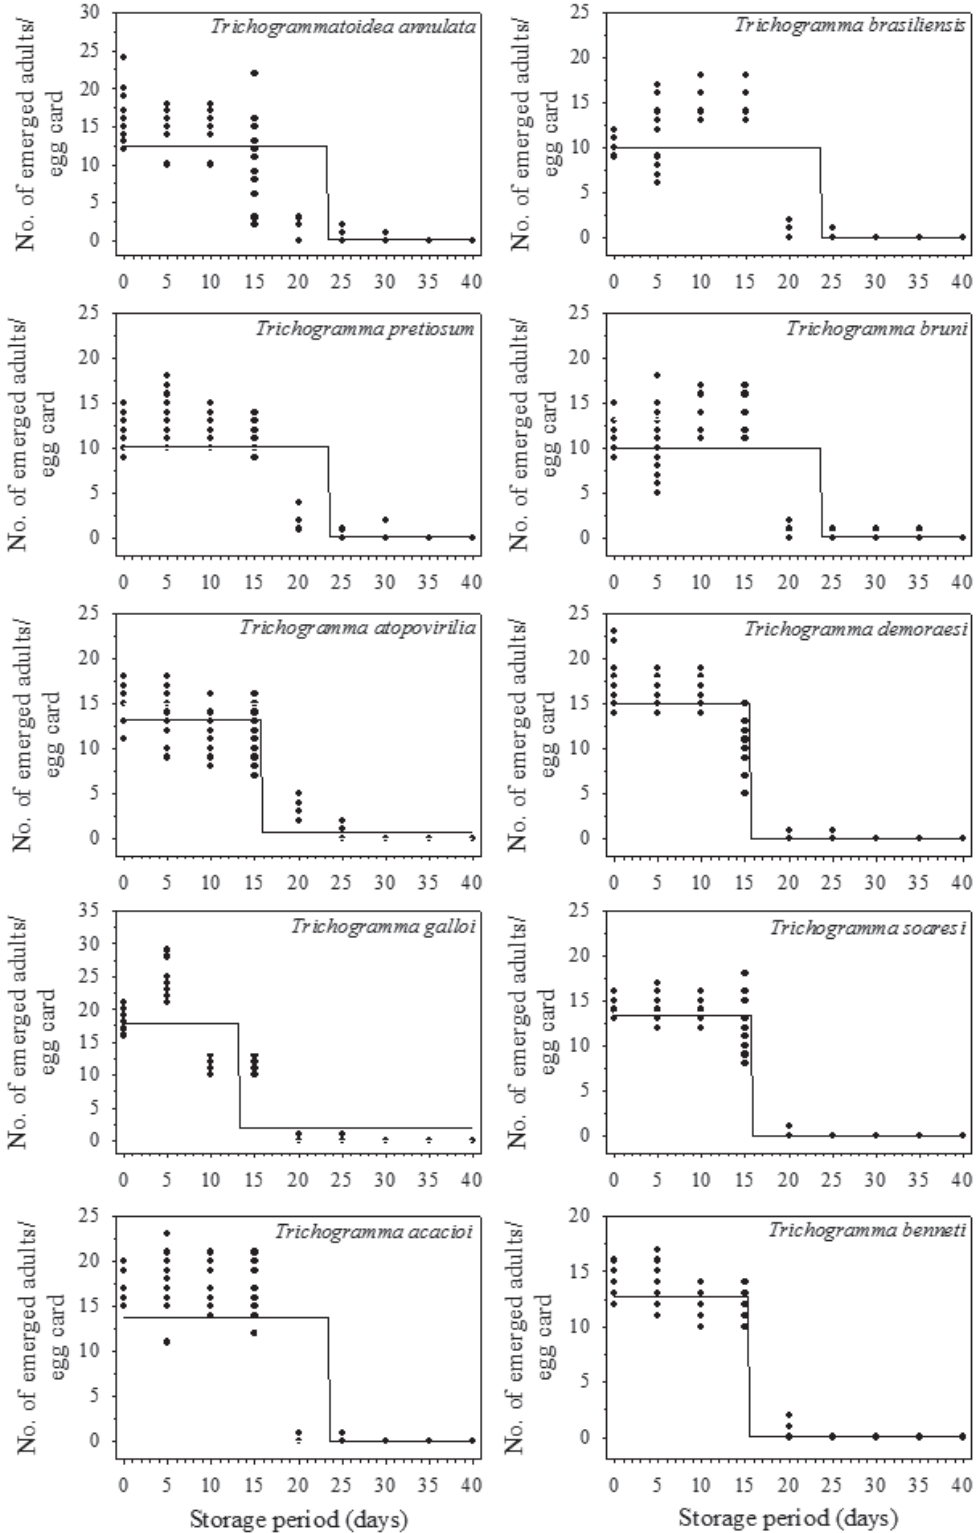 Trichogrammatoidea annulata
No. of emerged adults/
egg card
30
25
20
15
10
5
0
0 5 10 15 20 25 30 35 40
Trichogramma brasiliensis
No. of emerged adults/
egg card
25
20
15
10
5
0
0 5 10 15 20 25 30 35 40
Trichogramma pretiosum
No. of emerged adults/
egg card
25
20
15
10
5
0
0 5 10 15 20 25 30 35 40
Trichogramma bruni
No. of emerged adults/
egg card
25
20
15
10
5
0
0 5 10 15 20 25 30 35 40
Trichogramma atopovirilia
No. of emerged adults/
egg card
25
20
15
10
5
0
0 5 10 15 20 25 30 35 40
Trichogramma demoraesi
No. of emerged adults/
egg card
25
20
15
10
5
0
0 5 10 15 20 25 30 35 40
Trichogramma galloi
No. of emerged adults/
egg card
35
30
25
20
15
10
5
0
0 5 10 15 20 25 30 35 40
Trichogramma soaresi
No. of emerged adults/
egg card
25
20
15
10
5
0
0 5 10 15 20 25 30 35 40
Trichogramma acacioi
No. of emerged adults/
egg card
25
20
15
10
5
0
0 5 10 15 20 25 30 35 40
Storage period (days)
Trichogramma benneti
No. of emerged adults/
egg card
20
15
10
5
0
0 5 10 15 20 25 30 35 40
Storage period (days)